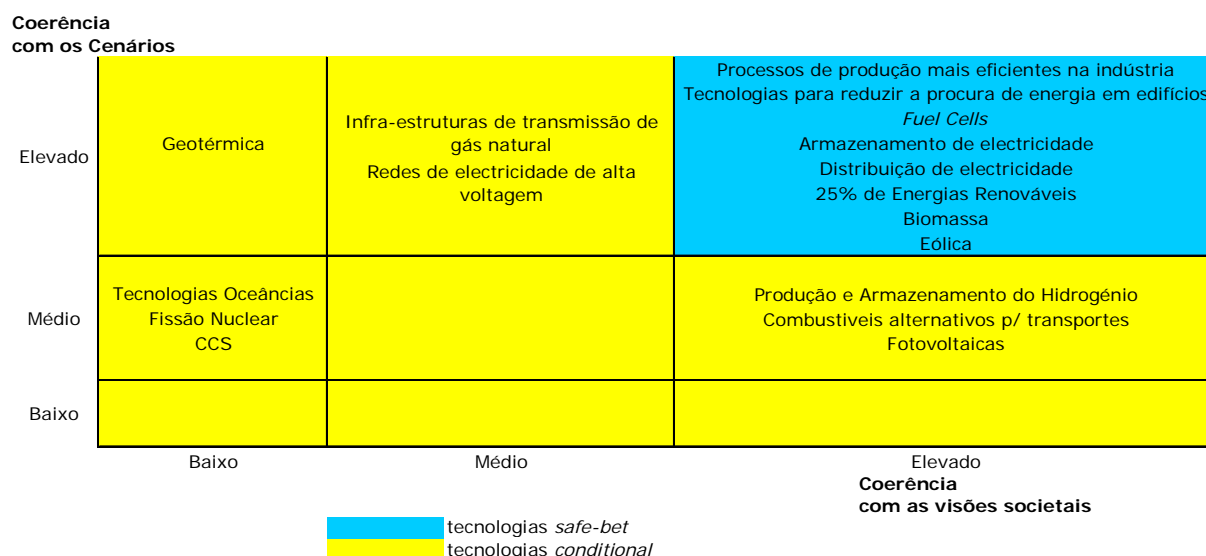 Coerência
com os Cenários
Elevado
Geotérmica
Infra-estruturas de transmissão de
gás natural
Redes de electricidade de alta
voltagem
Processos de produção mais eficientes na indústria
Tecnologias para reduzir a procura de energia em edifícios
Fuel Cells
Armazenamento de electricidade
Distribuição de electricidade
25% de Energias Renováveis
Biomassa
Eólica
Médio
Tecnologias Oceâncias
Fissão Nuclear
CCS
Produção e Armazenamento do Hidrogénio
Combustiveis alternativos p/ transportes
Fotovoltaicas
Baixo
Baixo
Médio
Elevado
Coerência
com as visões societais
tecnologias safe-bet
tecnologias conditional